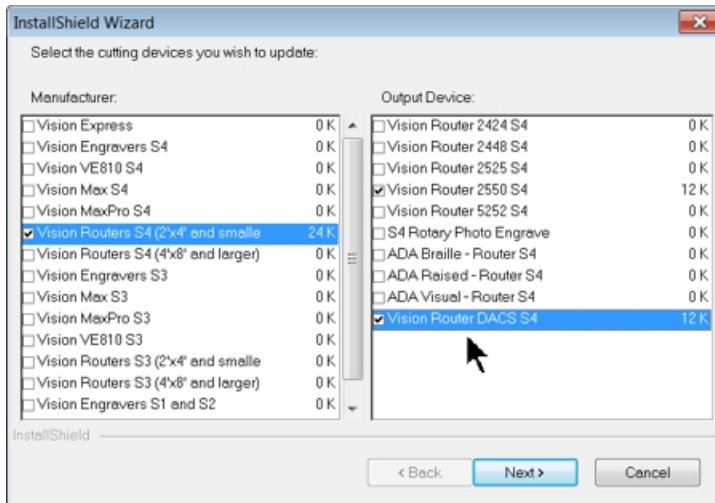 InstallShield Wizard
Select the cutting devices you wish to update:
Manufacturer:
Vision Express 0 K
Vision Engravers S4 0 K
Vision VE810 S4 0 K
Vision Max S4 0 K
Vision MaxPro S4 0 K
Vision Routers S4 (2'x4' and smalle 24 K
Vision Routers S4 (4'x8' and larger) 0 K
Vision Engravers S3 0 K
Vision Max S3 0 K
Vision MaxPro S3 0 K
Vision VE810 S3 0 K
Vision Routers S3 (2'x4' and smalle 0 K
Vision Routers S3 (4'x8' and larger) 0 K
Vision Engravers S1 and S2 0 K
Output Device:
Vision Router 2424 S4 0 K
Vision Router 2448 S4 0 K
Vision Router 2525 S4 0 K
Vision Router 2550 S4 12 K
Vision Router 5252 S4 0 K
S4 Rotary Photo Engrave 0 K
ADA Braille - Router S4 0 K
ADA Raised - Router S4 0 K
ADA Visual - Router S4 0 K
Vision Router DACS S4 12 K
InstallShield
< Back Next > Cancel